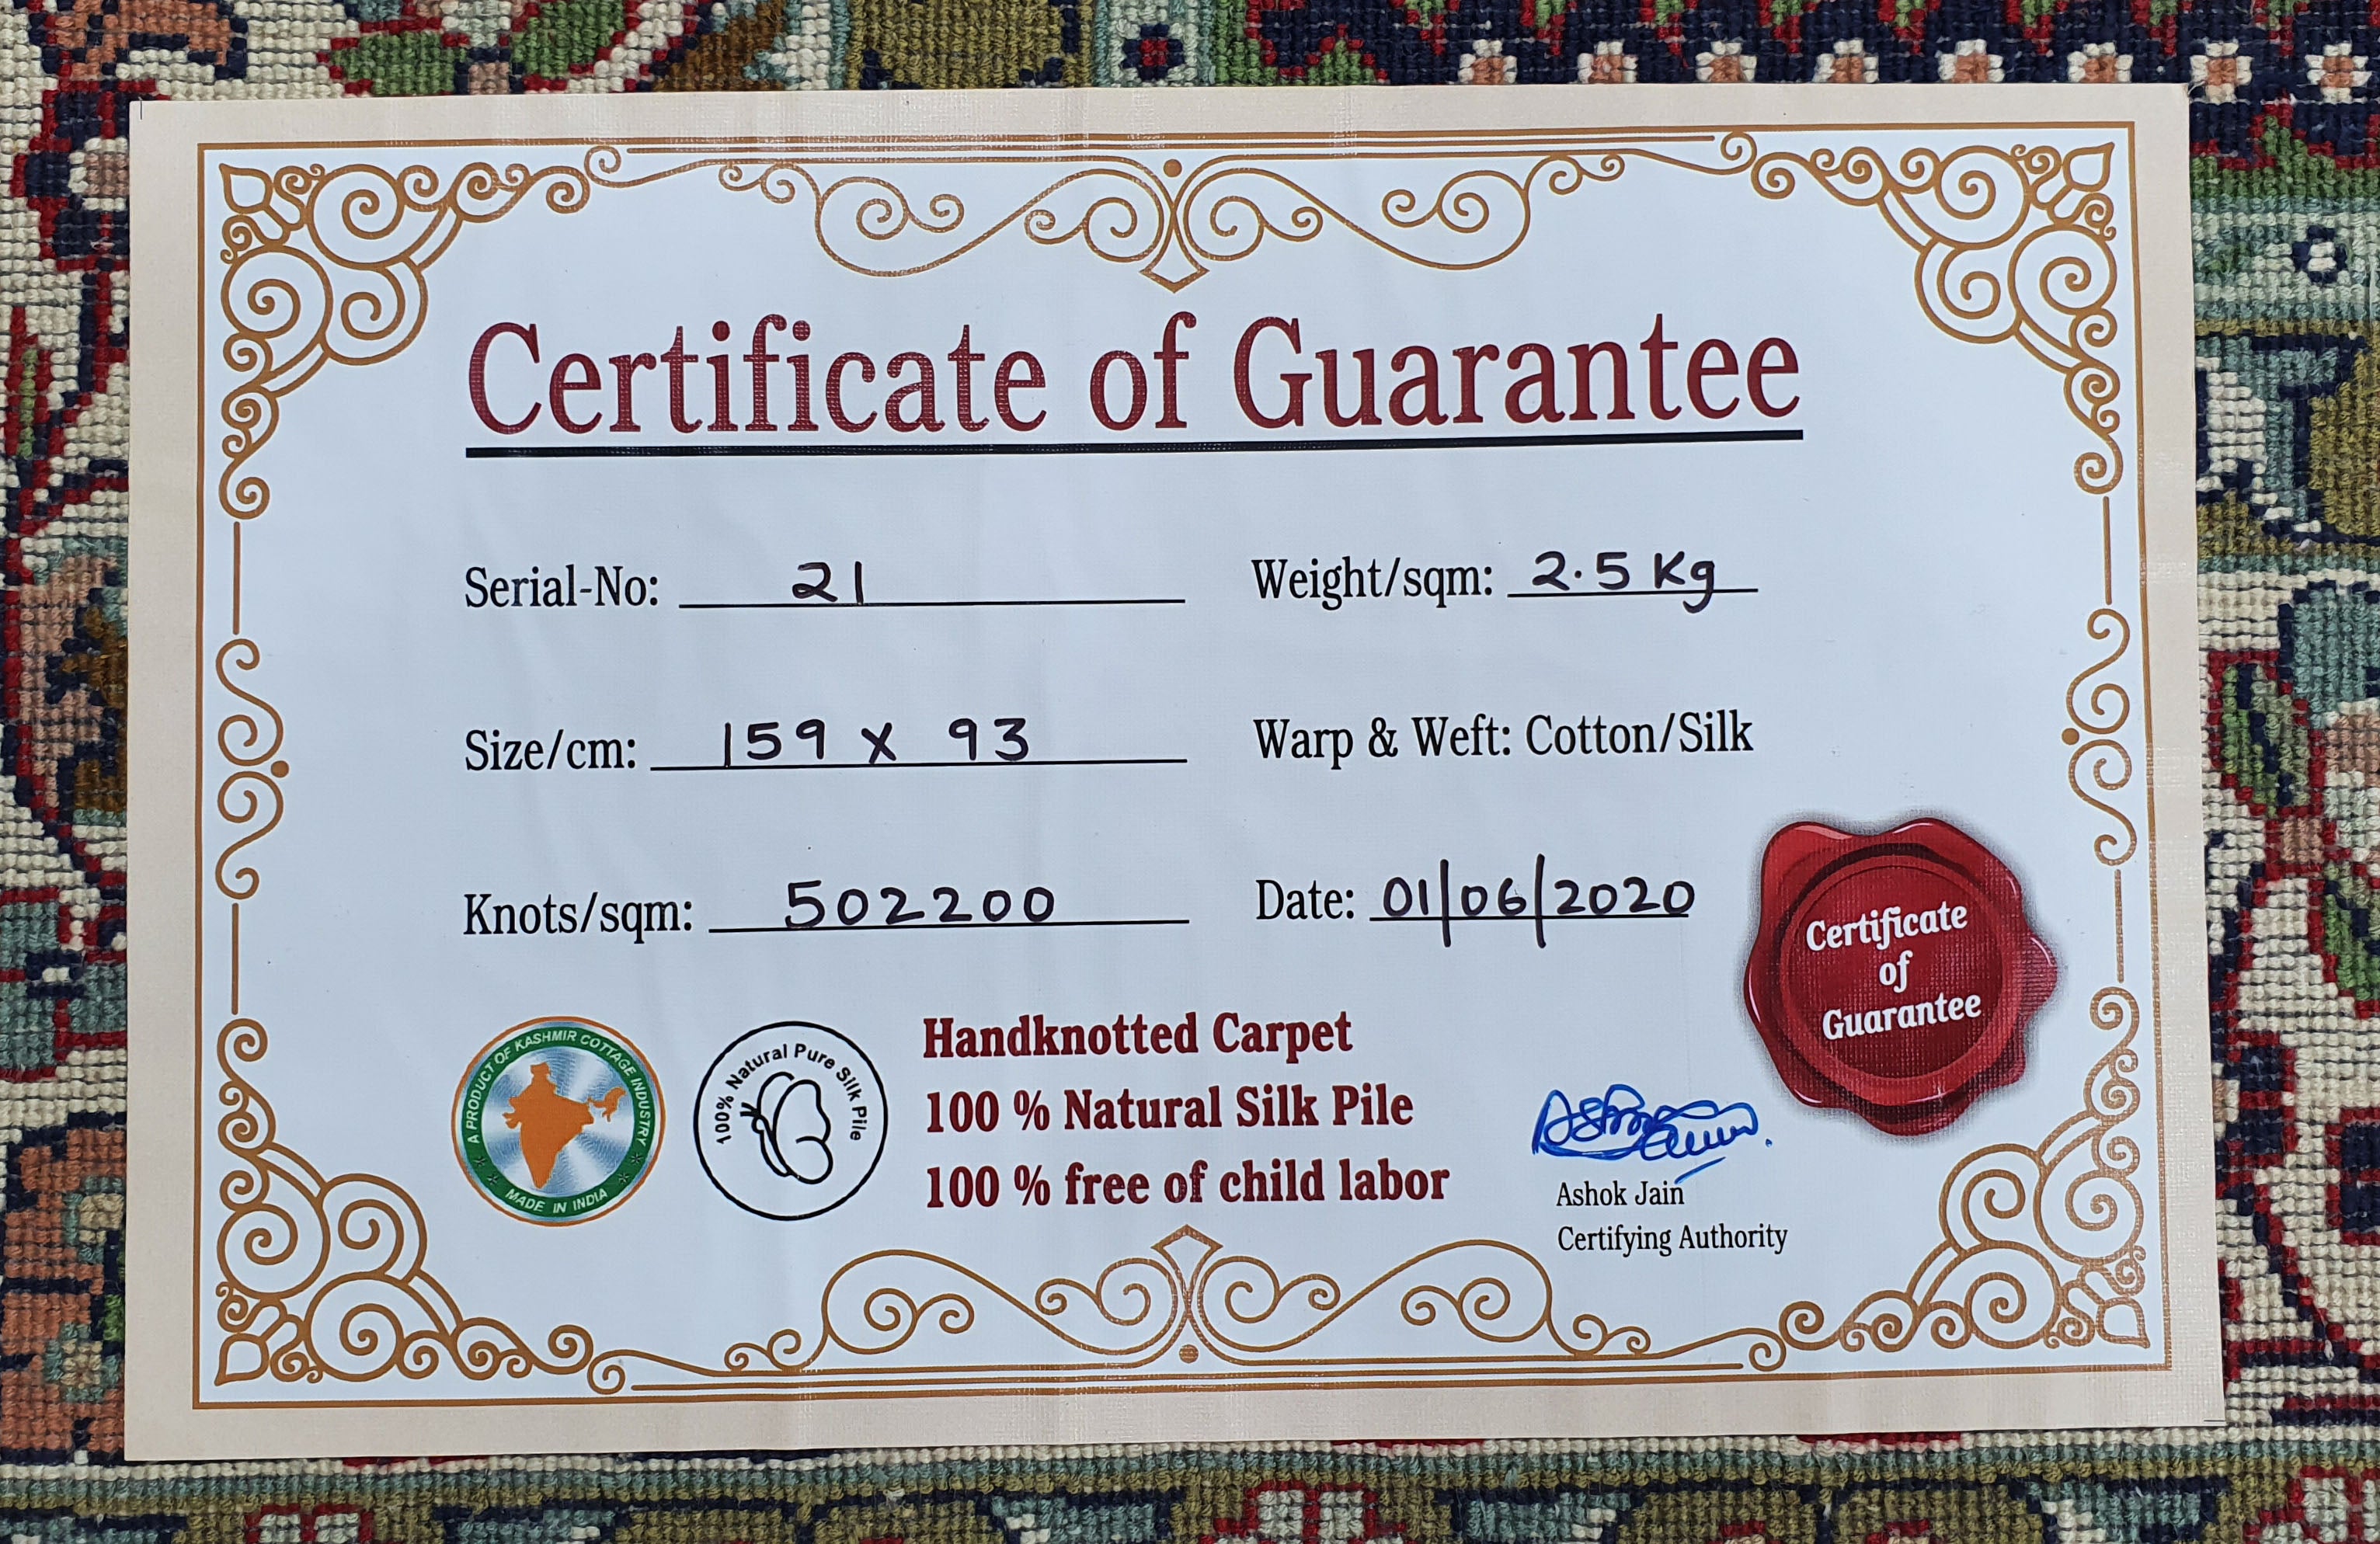 Certificate of Guarantee
Serial-No: 21
Weight/sqm: 2.5 Kg
Size/cm: 159 x 93
Warp & Weft: Cotton/Silk
Knots/sqm: 502200
Date: 01/06/2020
Certificate
of
Guarantee
A PRODUCT OF KASHMIR COTTAGE INDUSTRY
MADE IN INDIA
100% Natural Pure Silk Pile
Handknotted Carpet
100 % Natural Silk Pile
100 % free of child labor
Ashok Jain
Certifying Authority